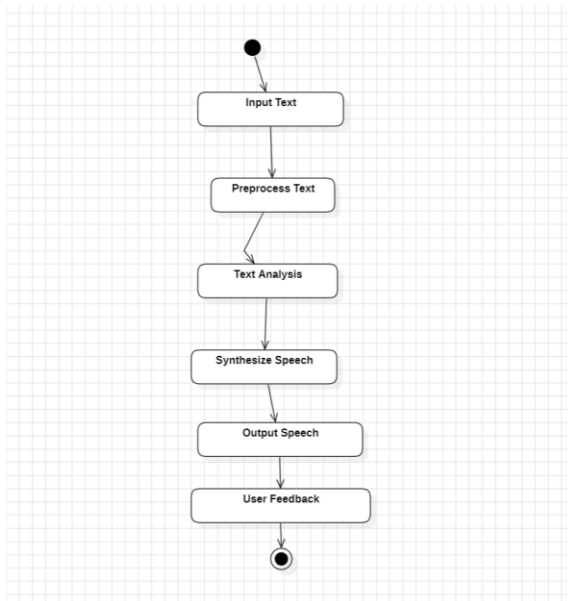 Input Text
Preprocess Text
Text Analysis
Synthesize Speech
Output Speech
User Feedback